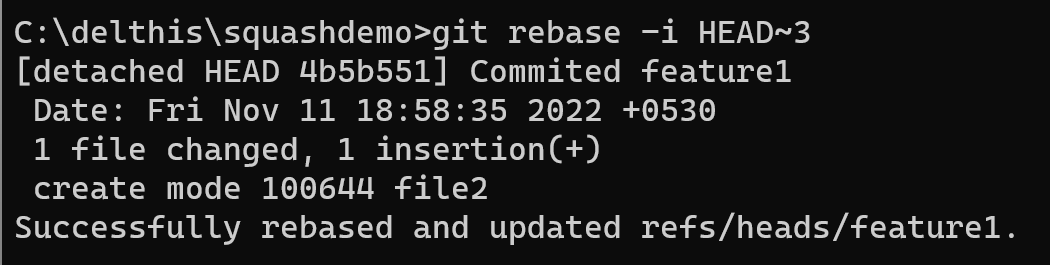 C:\delthis\squashdemo>git rebase -i HEAD~3
[detached HEAD 4b5b551] Commited feature1
 Date: Fri Nov 11 18:58:35 2022 +0530
 1 file changed, 1 insertion(+)
 create mode 100644 file2
Successfully rebased and updated refs/heads/feature1.